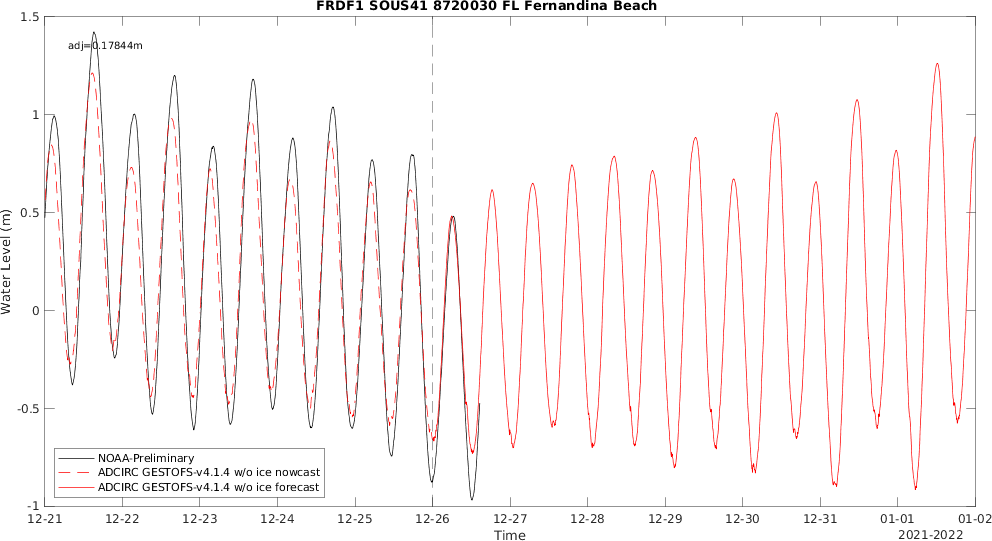 FRDF1 SOUS41 8720030 FL Fernandina Beach
adj=0.17844m
Water Level (m)
1.5
1
0.5
0
-0.5
-1
NOAA-Preliminary
ADCIRC GESTOFS-v4.1.4 w/o ice nowcast
ADCIRC GESTOFS-v4.1.4 w/o ice forecast
12-21 12-22 12-23 12-24 12-25 12-26 12-27 12-28 12-29 12-30 12-31 01-01 01-02
Time
2021-2022